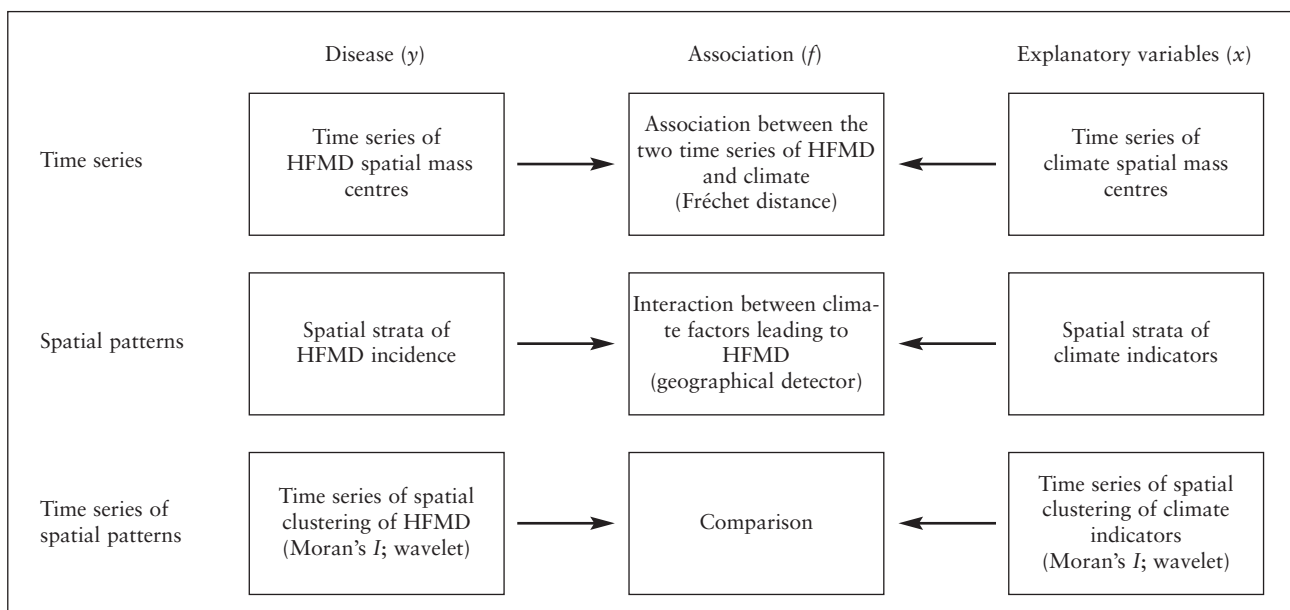 Disease (y)
Association (f)
Explanatory variables (x)
Time series
Time series of
HFMD spatial mass
centres
Association between the
two time series of HFMD
and climate
(Fréchet distance)
Time series of
climate spatial mass
centres
Spatial patterns
Spatial strata of
HFMD incidence
Interaction between clima-
te factors leading to
HFMD
(geographical detector)
Spatial strata of
climate indicators
Time series of
spatial patterns
Time series of spatial
clustering of HFMD
(Moran's I; wavelet)
Comparison
Time series of spatial
clustering of climate
indicators
(Moran's I; wavelet)